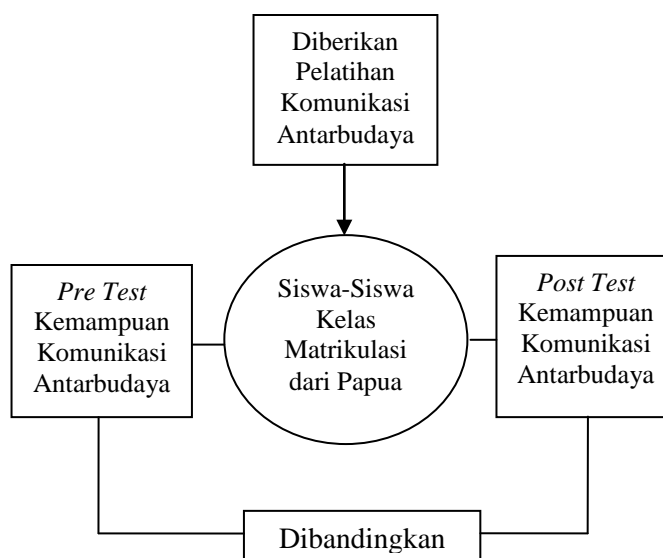 Diberikan
Pelatihan
Komunikasi
Antarbudaya
Pre Test
Kemampuan
Komunikasi
Antarbudaya
Siswa-Siswa
Kelas
Matrikulasi
dari Papua
Post Test
Kemampuan
Komunikasi
Antarbudaya
Dibandingkan